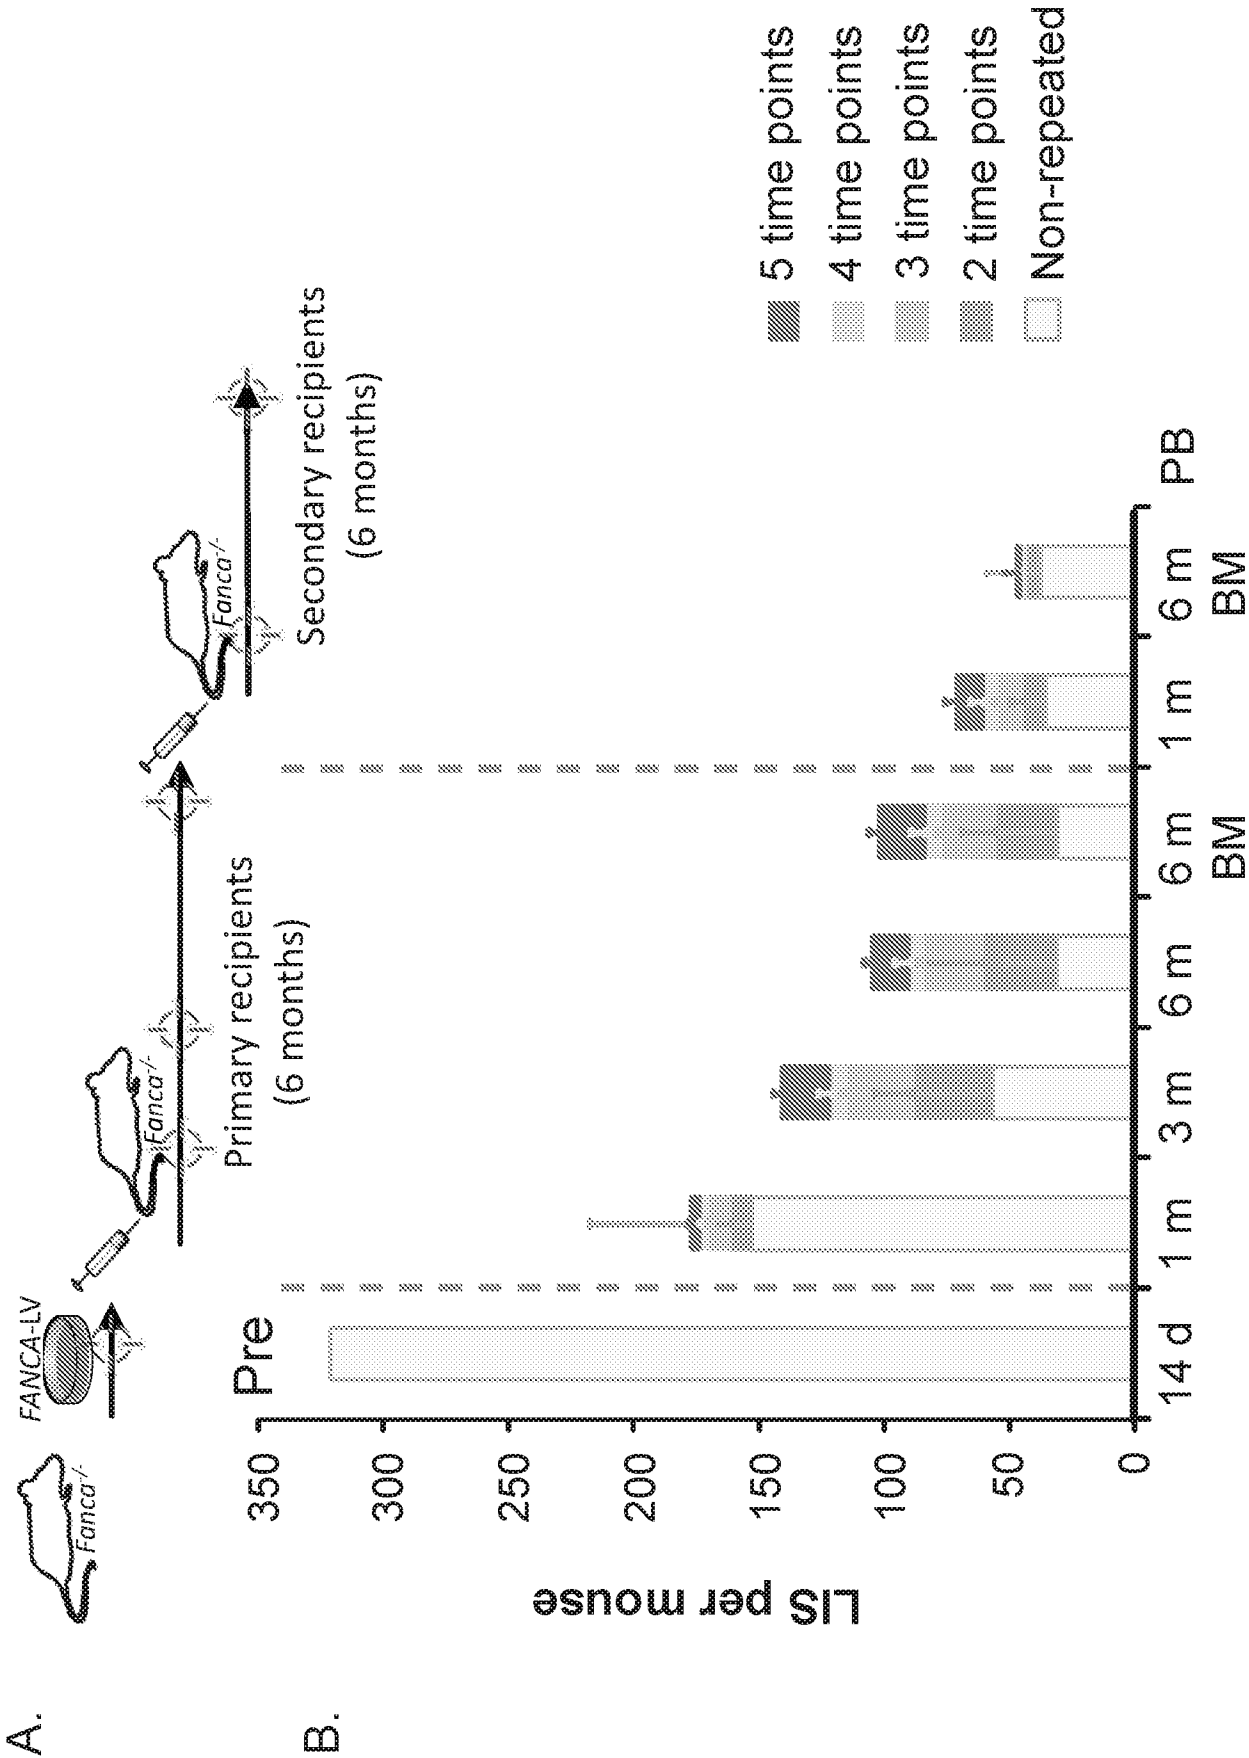 A.
Fanca-/-
FANCA-LV
Fanca-/-
Primary recipients
(6 months)
Fanca-/-
Secondary recipients
(6 months)
B.
Pre
LIS per mouse
350
300
250
200
150
100
50
0
14 d 1 m 3 m 6 m 6 m 1 m 6 m PB
BM BM
5 time points
4 time points
3 time points
2 time points
Non-repeated